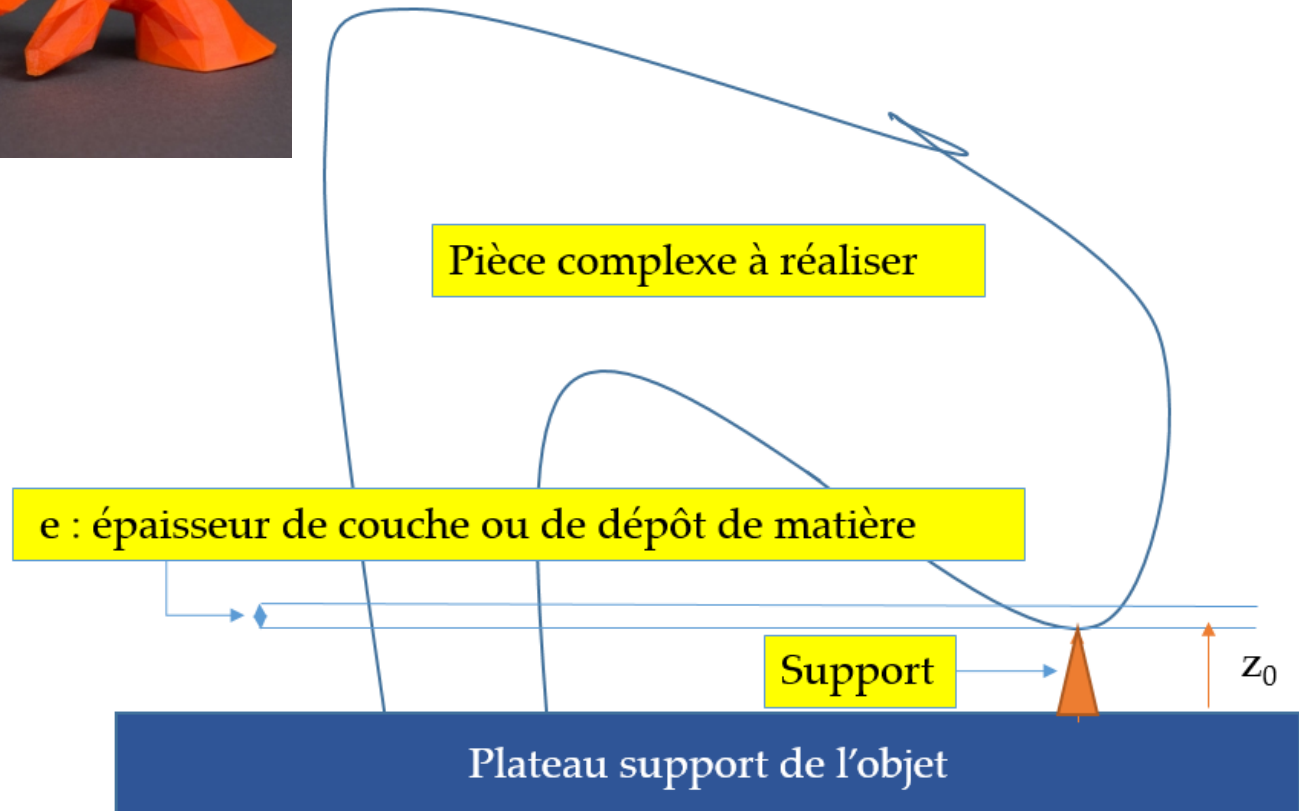 Pièce complexe à réaliser
e : épaisseur de couche ou de dépôt de matière
Support
z₀
Plateau support de l’objet